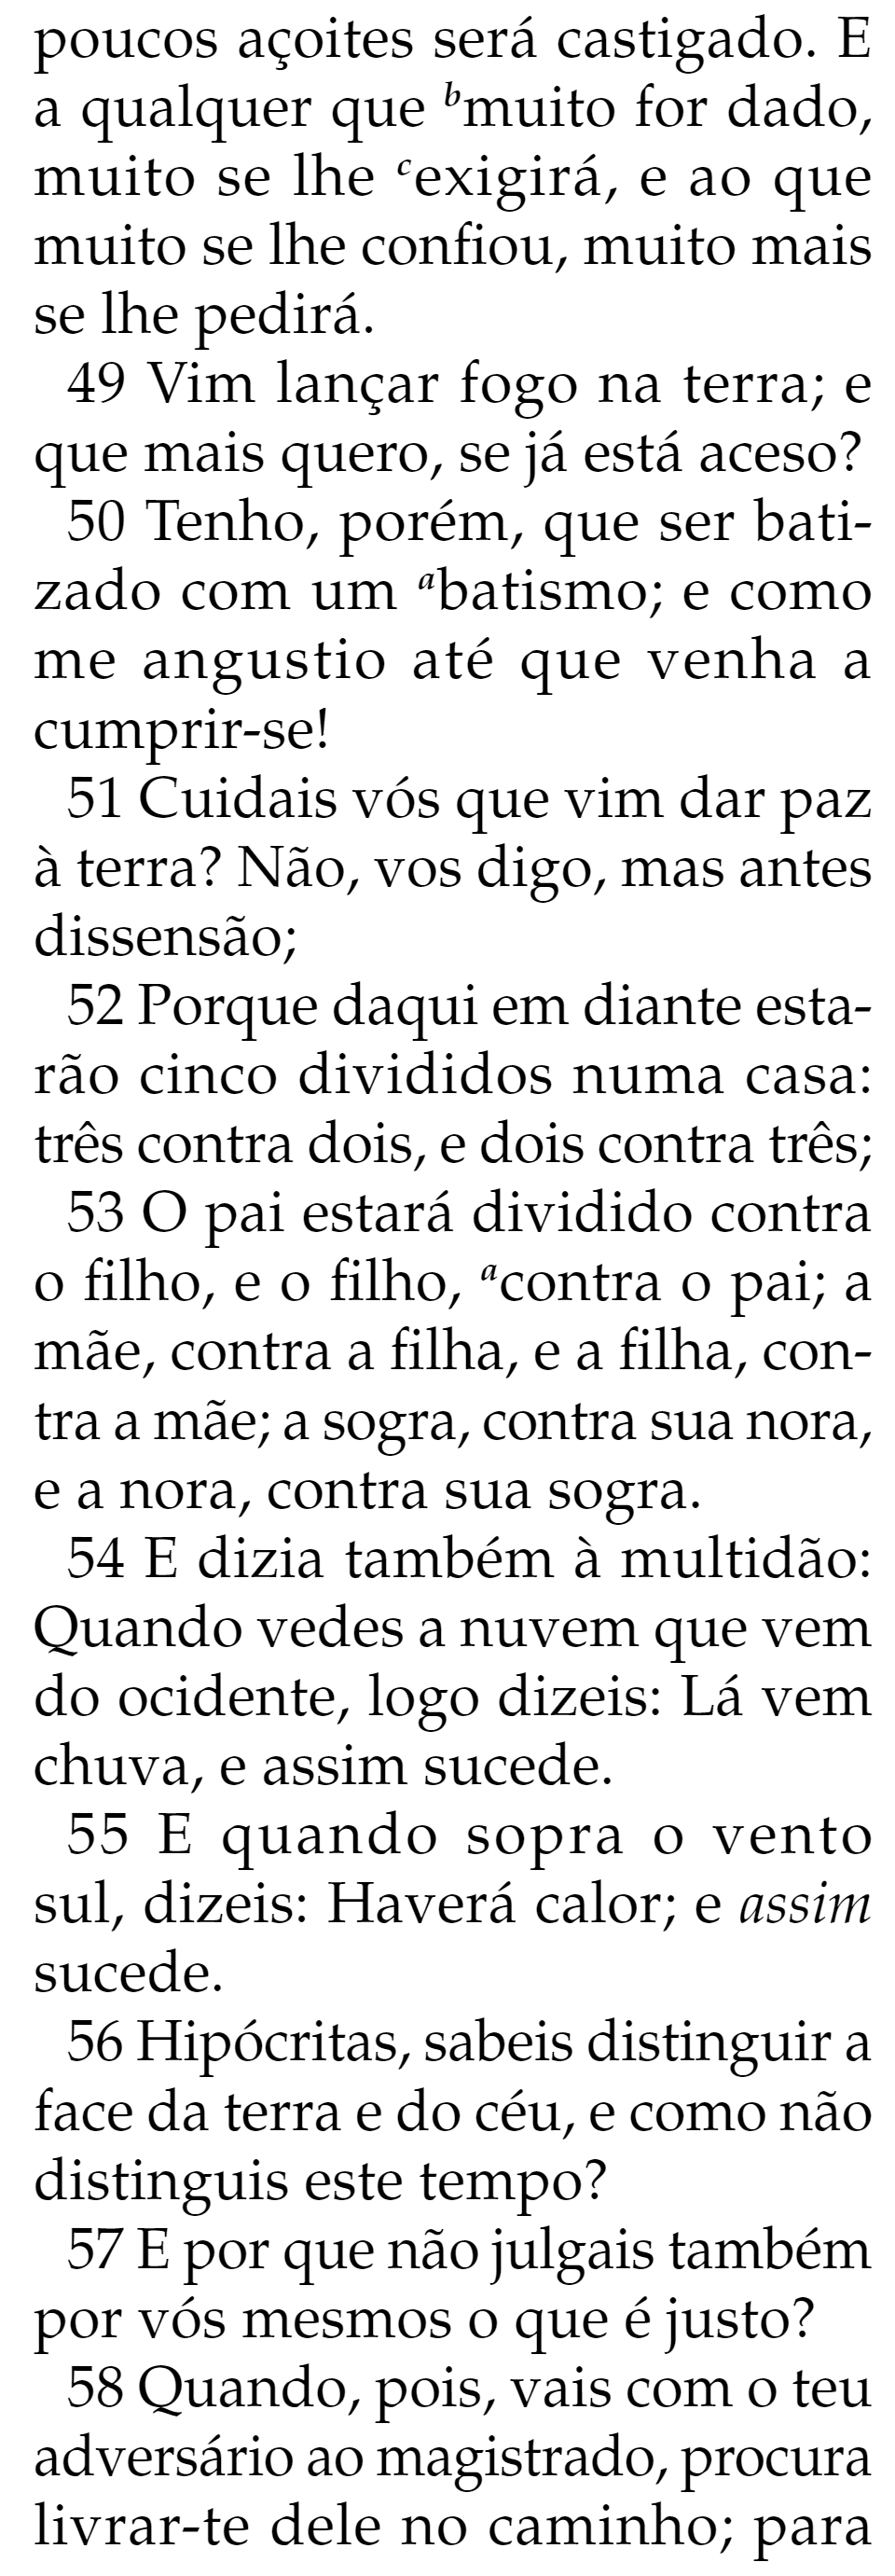 poucos açoites será castigado. E
a qualquer que ᵇmuito for dado,
muito se lhe ᶜexigirá, e ao que
muito se lhe confiou, muito mais
se lhe pedirá.
49 Vim lançar fogo na terra; e
que mais quero, se já está aceso?
50 Tenho, porém, que ser bati-
zado com um ᵃbatismo; e como
me angustio até que venha a
cumprir-se!
51 Cuidais vós que vim dar paz
à terra? Não, vos digo, mas antes
dissensão;
52 Porque daqui em diante esta-
rão cinco divididos numa casa:
três contra dois, e dois contra três;
53 O pai estará dividido contra
o filho, e o filho, ᵃcontra o pai; a
mãe, contra a filha, e a filha, con-
tra a mãe; a sogra, contra sua nora,
e a nora, contra sua sogra.
54 E dizia também à multidão:
Quando vedes a nuvem que vem
do ocidente, logo dizeis: Lá vem
chuva, e assim sucede.
55 E quando sopra o vento
sul, dizeis: Haverá calor; e assim
sucede.
56 Hipócritas, sabeis distinguir a
face da terra e do céu, e como não
distinguis este tempo?
57 E por que não julgais também
por vós mesmos o que é justo?
58 Quando, pois, vais com o teu
adversário ao magistrado, procura
livrar-te dele no caminho; para